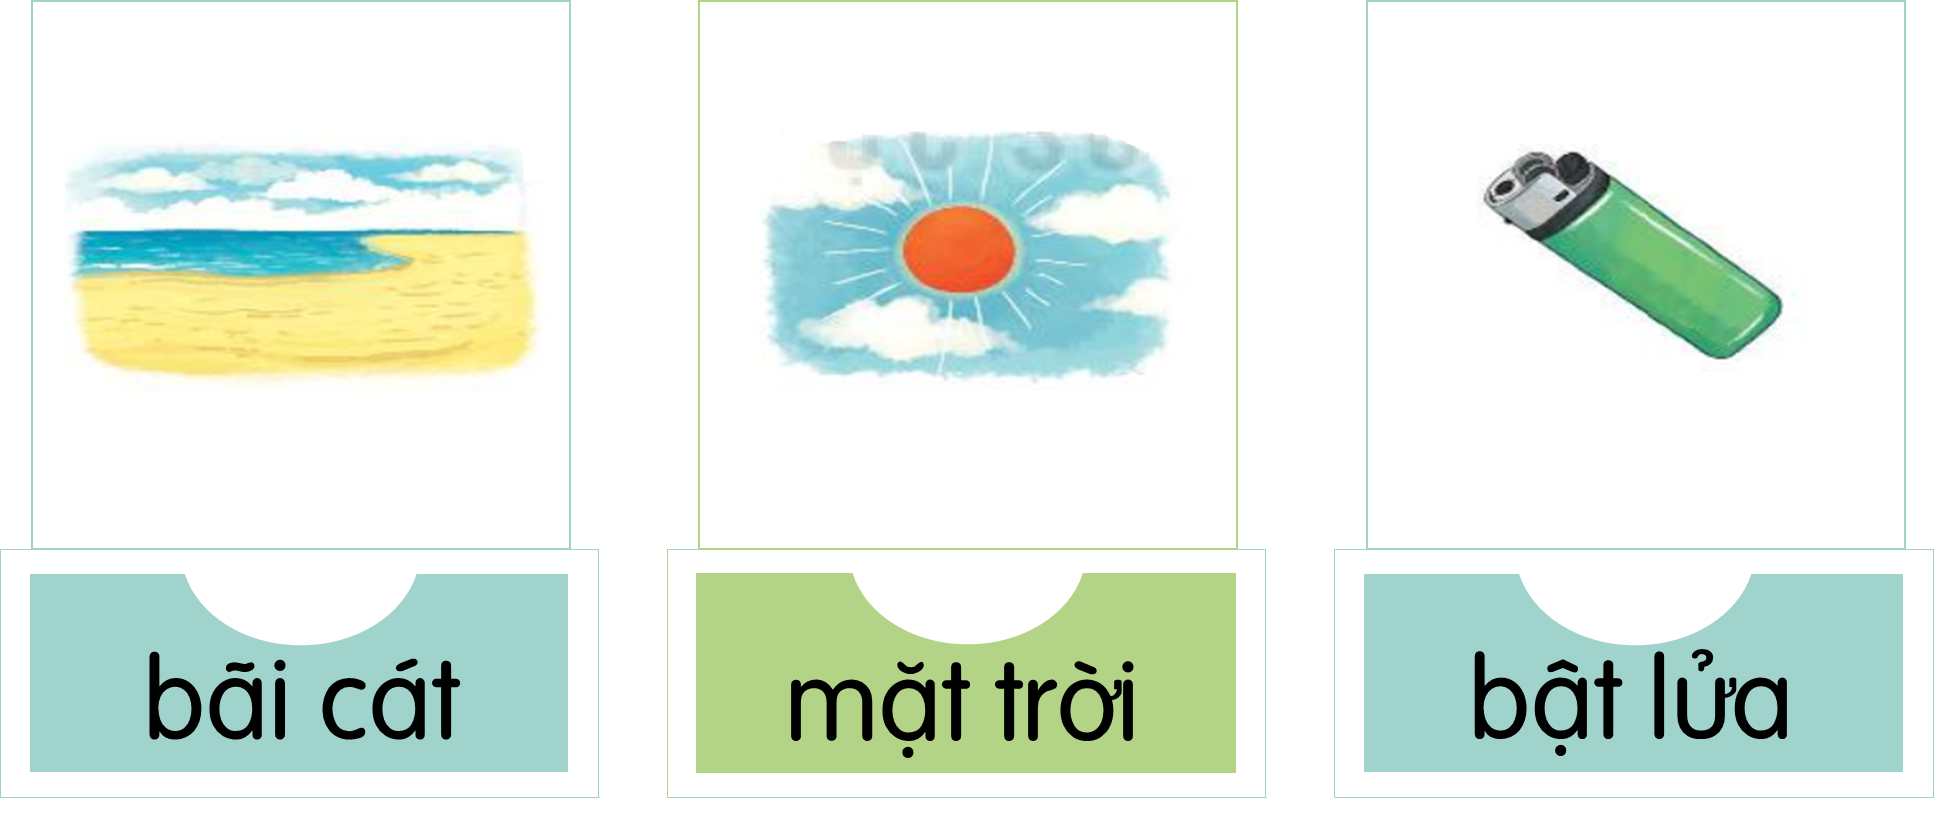 bãi cát
mặt trời
bật lửa